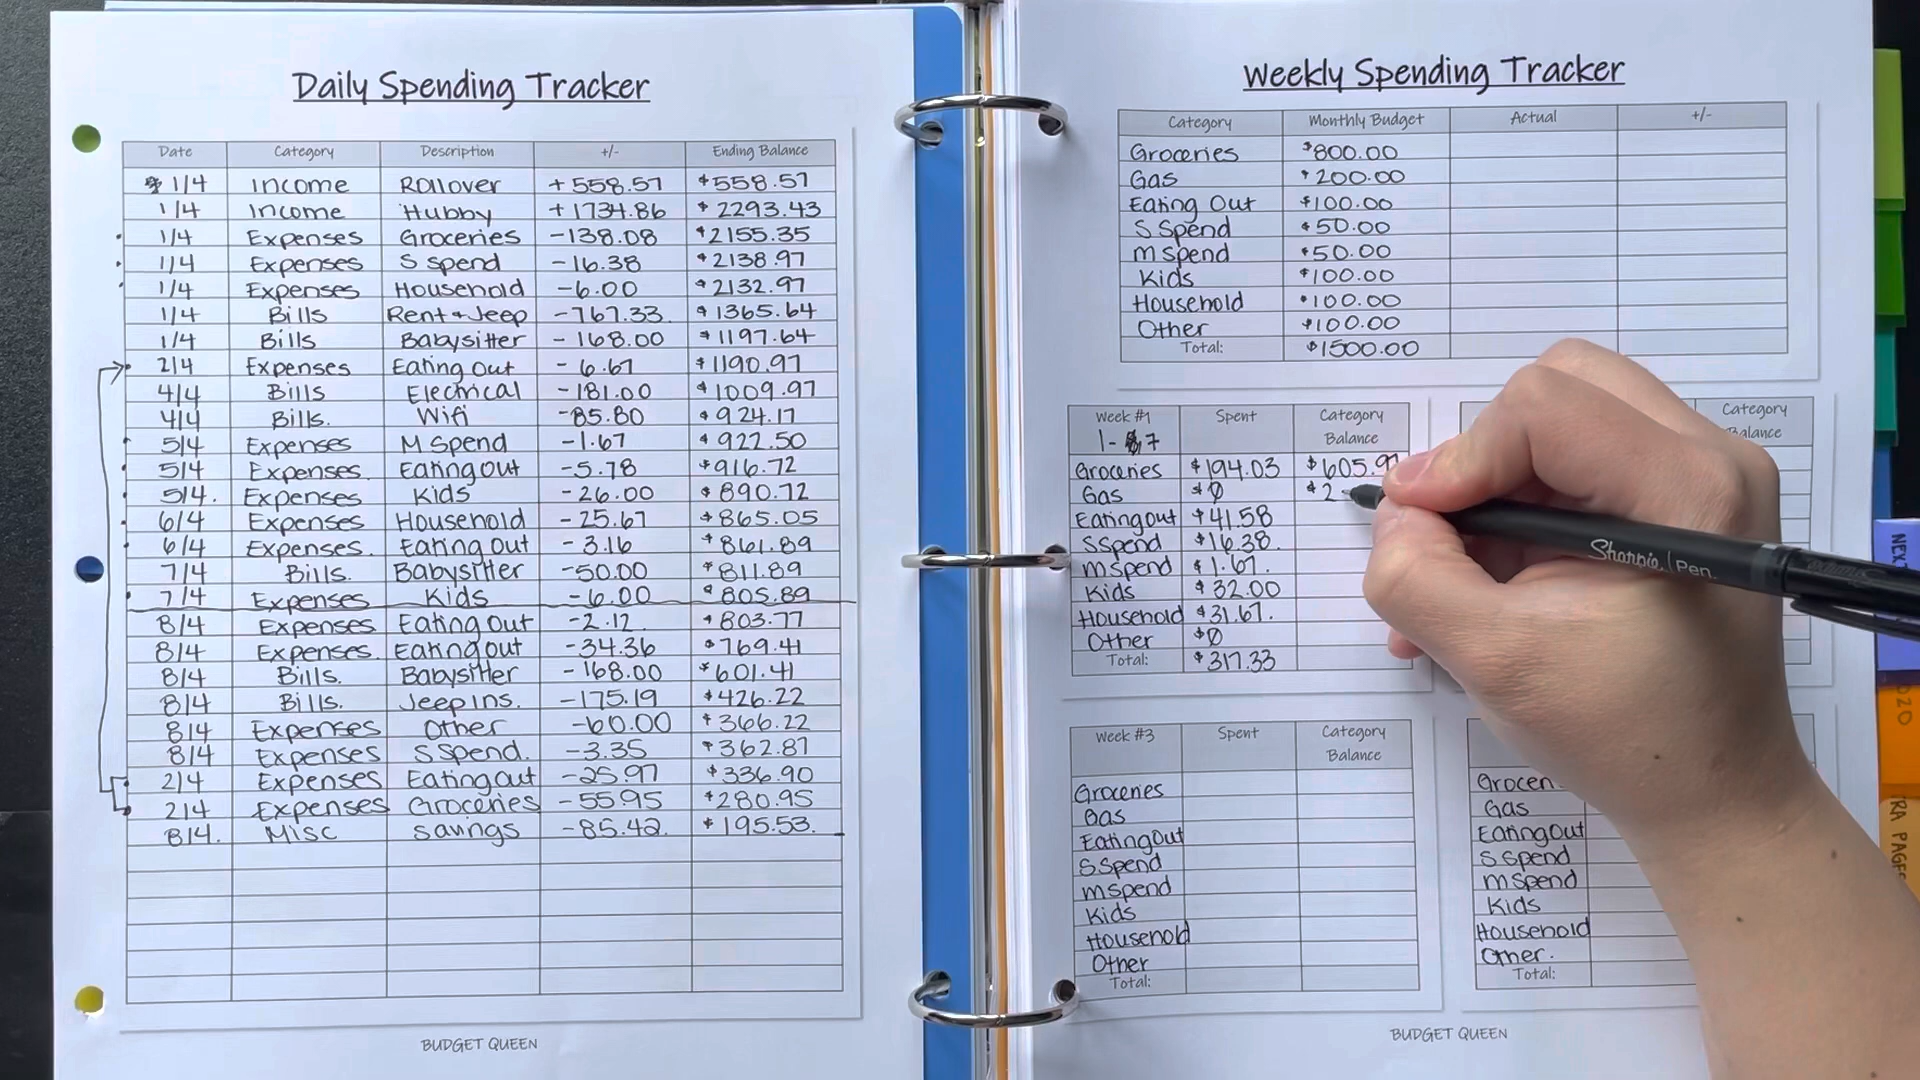 Daily Spending Tracker
Date Category Description +/- Ending Balance
1/4 Income Rollover +558.57 $558.57
1/4 Income Hubby +1734.86 $2293.43
1/4 Expenses Groceries -138.08 $2155.35
1/4 Expenses S spend -16.38 $2138.97
1/4 Expenses Household -6.00 $2132.97
1/4 Bills Rent+Jeep -767.33 $1365.64
1/4 Bills Babysitter -168.00 $1197.64
2/4 Expenses Eating out -6.67 $1190.97
4/4 Bills Electrical -181.00 $1009.97
4/4 Bills. Wifi -85.80 $924.17
5/4 Expenses M Spend -1.67 $922.50
5/4 Expenses Eating out -5.78 $916.72
5/4. Expenses Kids -26.00 $890.72
6/4 Expenses Household -25.67 $865.05
6/4 Expenses. Eating out -3.16 $861.89
7/4 Bills. Babysitter -50.00 $811.89
7/4 Expenses Kids -6.00 $805.89
8/4 Expenses Eating out -2.12 $803.77
8/4 Expenses. Eating out -34.36 $769.41
8/4 Bills. Babysitter -168.00 $601.41
8/4 Bills. Jeep Ins. -175.19 $426.22
8/4 Expenses Other -60.00 $366.22
8/4 Expenses S Spend. -3.35 $362.87
2/4 Expenses Eating out -25.97 $336.90
2/4 Expenses Groceries -55.95 $280.95
8/4. Misc savings -85.42. $195.53.
BUDGET QUEEN
Weekly Spending Tracker
Category Monthly Budget Actual +/-
Groceries $800.00
Gas $200.00
Eating Out $100.00
S Spend $50.00
M Spend $50.00
Kids $100.00
Household $100.00
Other $100.00
Total: $1500.00
Week #1 Spent Category Balance
1-7
Groceries $194.03 $605.97
Gas $0 $2
Eating out $41.58
S Spend $16.38.
M Spend $1.67.
Kids $32.00
Household $31.67.
Other $0
Total: $317.33
Category
Balance
Week #3 Spent Category Balance
Groceries
Gas
Eating Out
S Spend
M Spend
Kids
Household
Other
Total:
Gas
Eating Out
S Spend
M Spend
Kids
Household
Other.
Total:
BUDGET QUEEN
Sharpie Pen.
NEXT